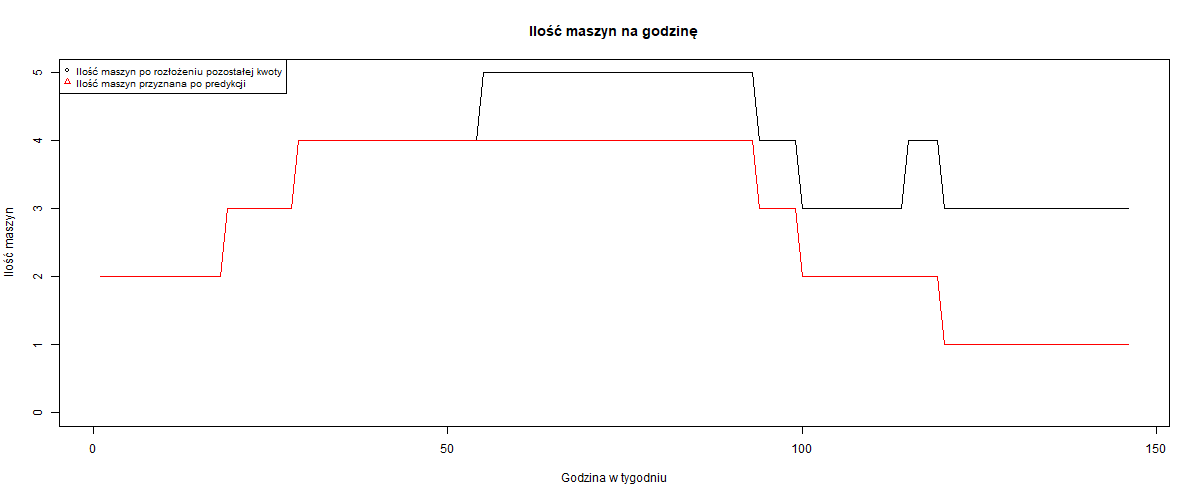 Ilość maszyn na godzinę
Ilość maszyn po rozłożeniu pozostałej kwoty
Ilość maszyn przyznana po predykcji
Ilość maszyn
5
4
3
2
1
0
0 50 100 150
Godzina w tygodniu